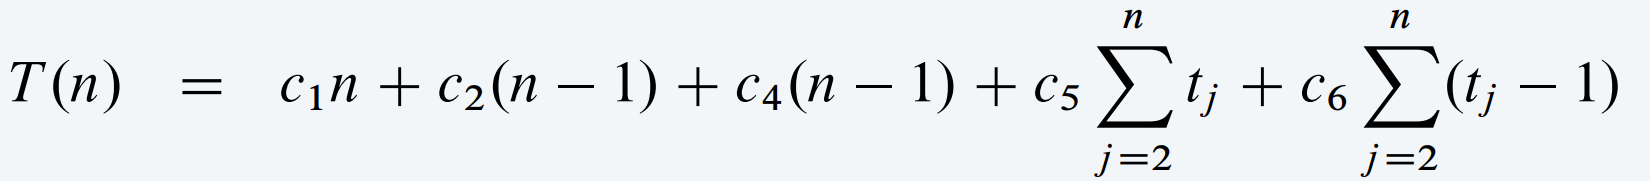 T(n) = c₁n + c₂(n − 1) + c₄(n − 1) + c₅ ∑_{j=2}^{n} t_j + c₆ ∑_{j=2}^{n} (t_j − 1)